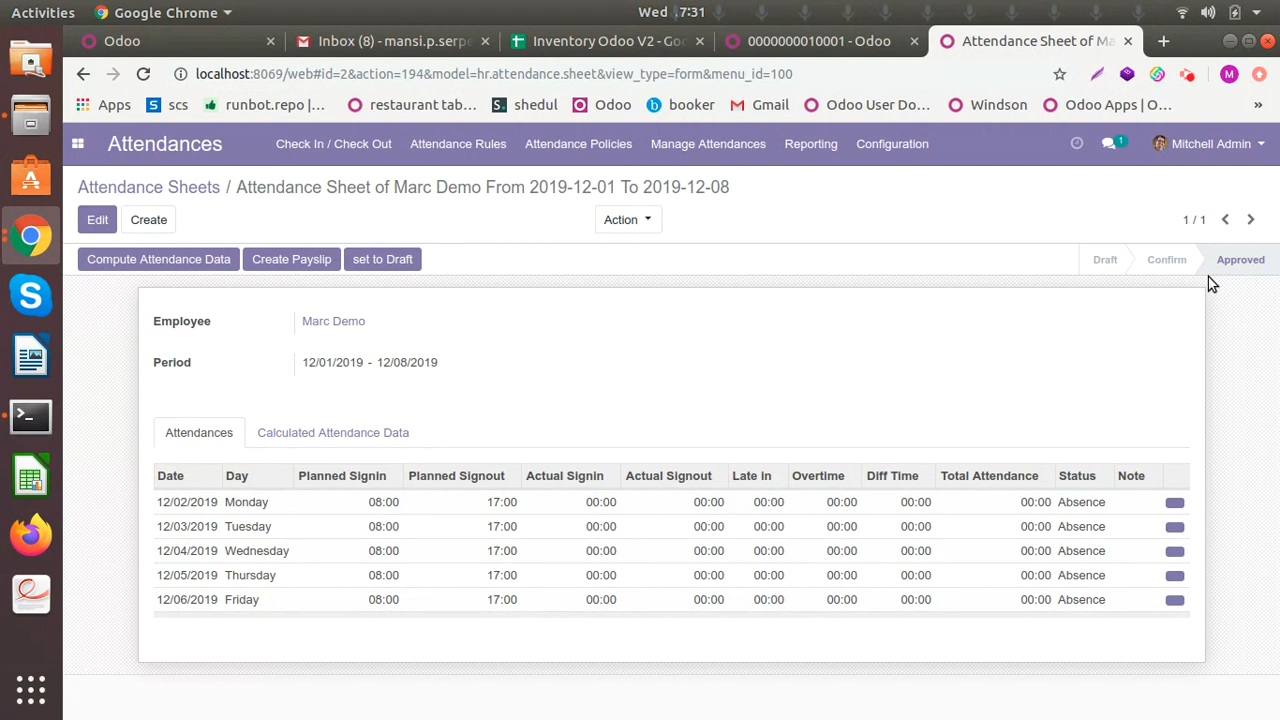 Activities Google Chrome Wed 17:31
Odoo Inbox (8) - mansi.p.serpe Inventory Odoo V2 - Goo 0000000010001 - Odoo Attendance Sheet of Ma
localhost:8069/web#id=2&action=194&model=hr.attendance.sheet&view_type=form&menu_id=100 M
Apps scs runbot.repo |... restaurant tab... shedul Odoo booker Gmail Odoo User Do... Windson Odoo Apps | O... »
Attendances Check In / Check Out Attendance Rules Attendance Policies Manage Attendances Reporting Configuration 1 Mitchell Admin
Attendance Sheets / Attendance Sheet of Marc Demo From 2019-12-01 To 2019-12-08
Edit Create Action 1 / 1
Compute Attendance Data Create Payslip set to Draft Draft Confirm Approved
Employee Marc Demo
Period 12/01/2019 - 12/08/2019
Attendances Calculated Attendance Data
Date Day Planned Signin Planned Signout Actual Signin Actual Signout Late in Overtime Diff Time Total Attendance Status Note
12/02/2019 Monday 08:00 17:00 00:00 00:00 00:00 00:00 00:00 00:00 Absence
12/03/2019 Tuesday 08:00 17:00 00:00 00:00 00:00 00:00 00:00 00:00 Absence
12/04/2019 Wednesday 08:00 17:00 00:00 00:00 00:00 00:00 00:00 00:00 Absence
12/05/2019 Thursday 08:00 17:00 00:00 00:00 00:00 00:00 00:00 00:00 Absence
12/06/2019 Friday 08:00 17:00 00:00 00:00 00:00 00:00 00:00 00:00 Absence